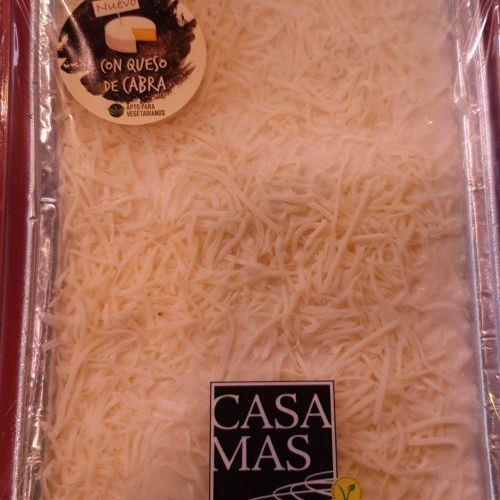 Nuevo
CON QUESO
DE CABRA
APTO PARA
VEGETARIANOS
CASA
MAS
V